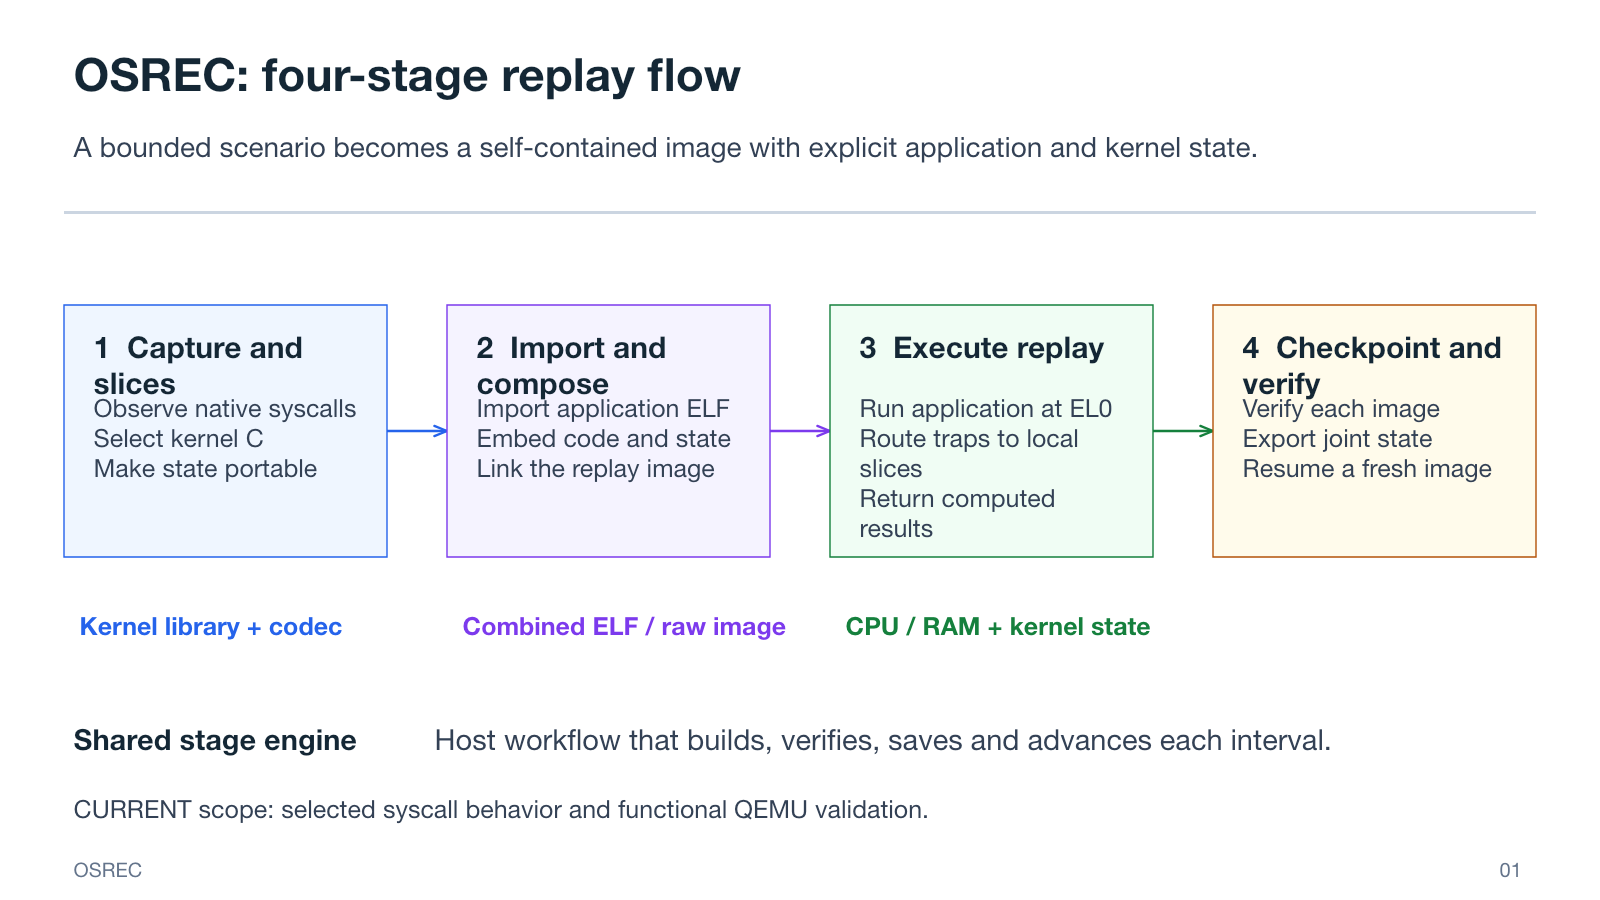 OSREC: four-stage replay flow
A bounded scenario becomes a self-contained image with explicit application and kernel state.
1 Capture and
slices
Observe native syscalls
Select kernel C
Make state portable
2 Import and
compose
Import application ELF
Embed code and state
Link the replay image
3 Execute replay
Run application at EL0
Route traps to local
slices
Return computed
results
4 Checkpoint and
verify
Verify each image
Export joint state
Resume a fresh image
Kernel library + codec
Combined ELF / raw image
CPU / RAM + kernel state
Shared stage engine
Host workflow that builds, verifies, saves and advances each interval.
CURRENT scope: selected syscall behavior and functional QEMU validation.
OSREC
01